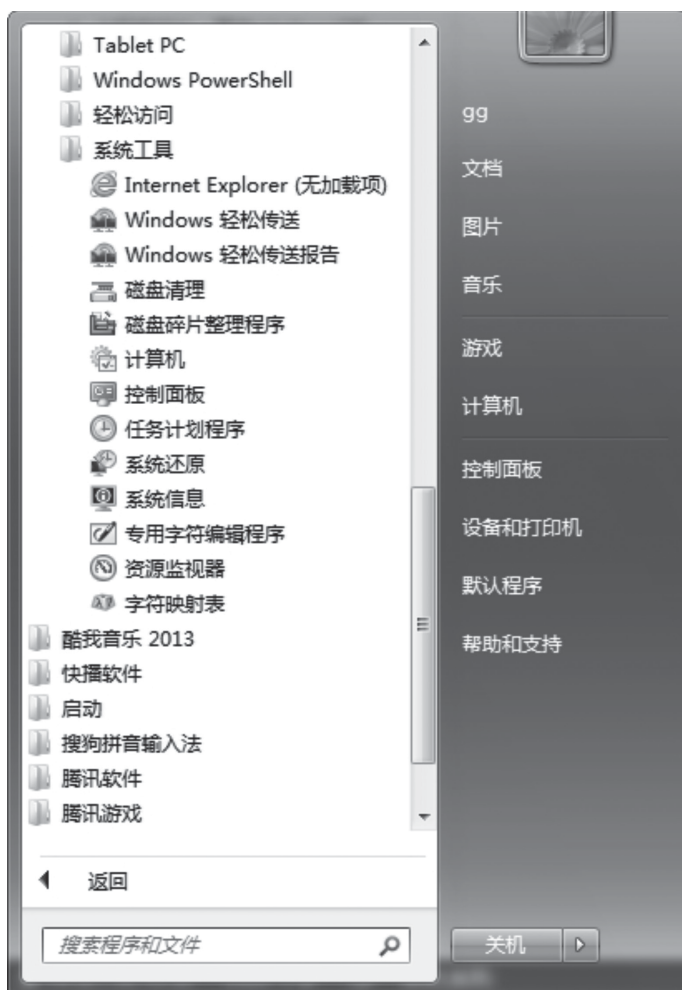 Tablet PC
Windows PowerShell
轻松访问
系统工具
Internet Explorer (无加载项)
Windows 轻松传送
Windows 轻松传送报告
磁盘清理
磁盘碎片整理程序
计算机
控制面板
任务计划程序
系统还原
系统信息
专用字符编辑程序
资源监视器
字符映射表
酷我音乐 2013
快播软件
启动
搜狗拼音输入法
腾讯软件
腾讯游戏
返回
搜索程序和文件
gg
文档
图片
音乐
游戏
计算机
控制面板
设备和打印机
默认程序
帮助和支持
关机